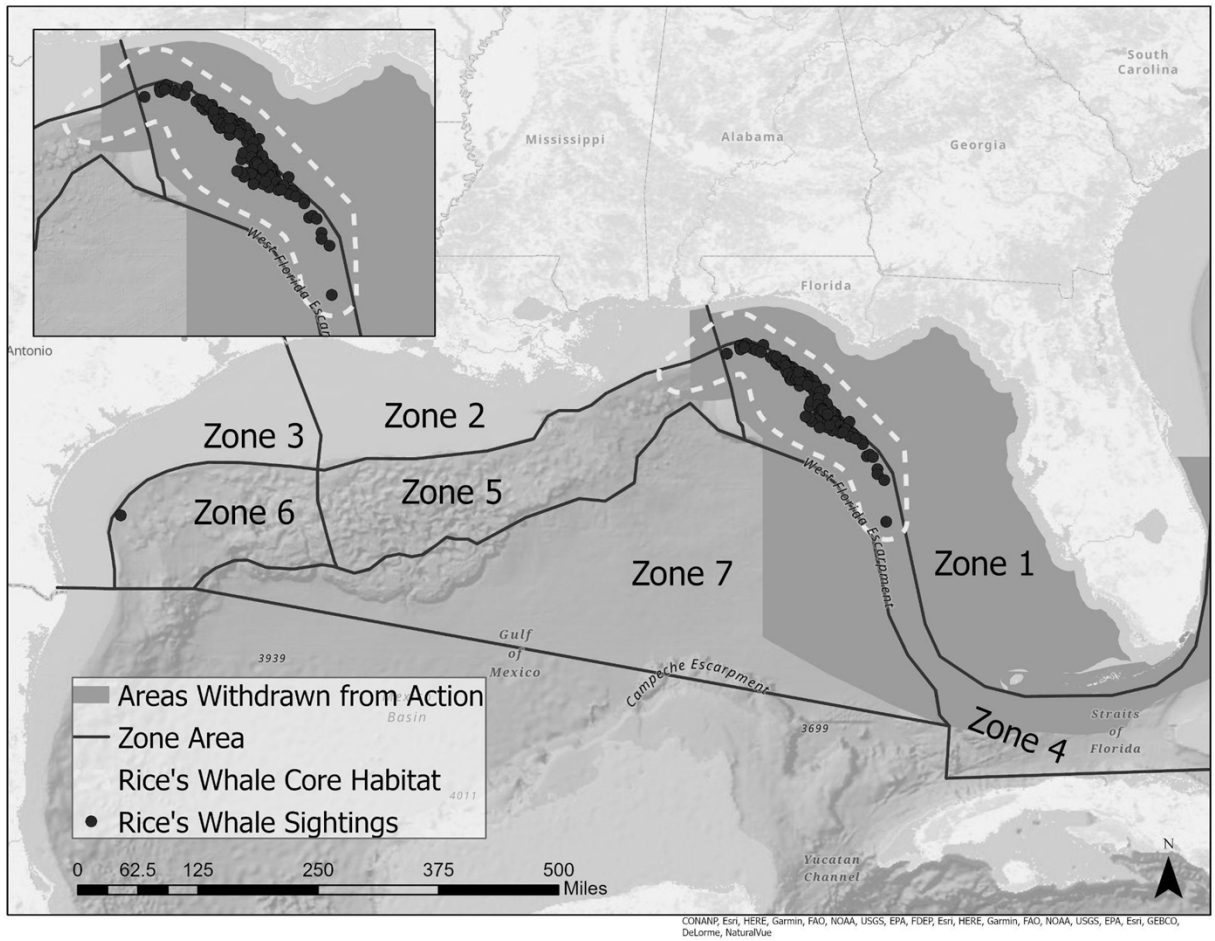 South
Carolina
Mississippi
Alabama
Georgia
West Florida Escar
Florida
Antonio
Zone 2
Zone 3
Zone 5
Zone 6
West Florida Escarpment
Zone 7
Zone 1
Gulf
of
Mexico
3939
Campeche Escarpment
Areas Withdrawn from Action
Basin
Zone Area
Rice's Whale Core Habitat
4011
Rice's Whale Sightings
3699
Zone 4
Straits
of
Florida
0 62.5 125 250 375 500
Miles
Yucatan
Channel
N
CONANP, Esri, HERE, Garmin, FAO, NOAA, USGS, EPA, FDEP, Esri, HERE, Garmin, FAO, NOAA, USGS, EPA, Esri, GEBCO,
DeLorme, NaturalVue